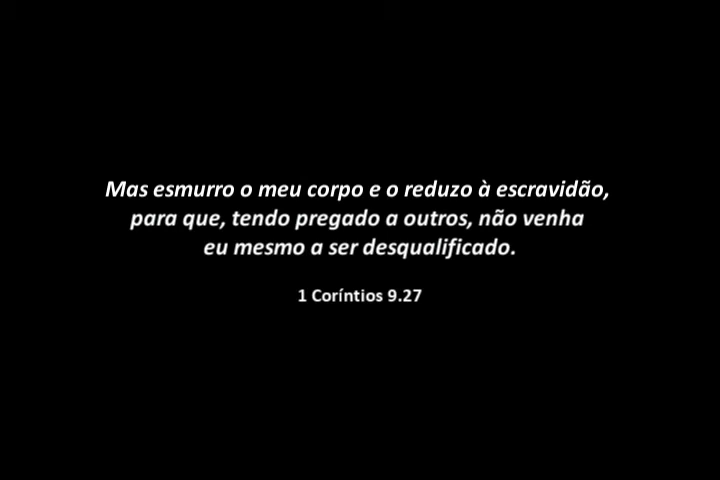 Mas esmurro o meu corpo e o reduzo à escravidão,
para que, tendo pregado a outros, não venha
eu mesmo a ser desqualificado.
1 Coríntios 9.27